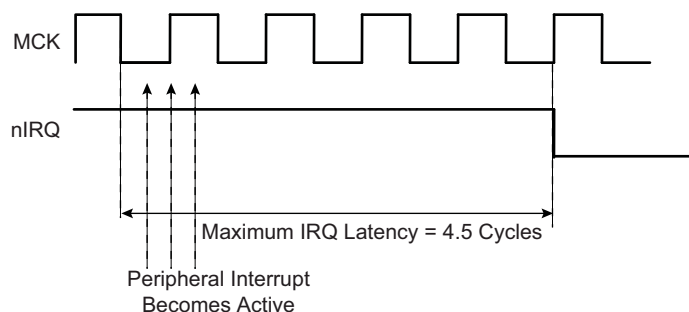 MCK
nIRQ
Maximum IRQ Latency = 4.5 Cycles
Peripheral Interrupt
Becomes Active